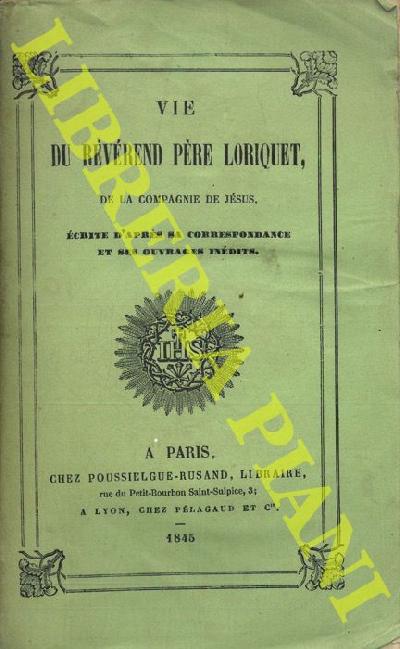 VIE
DU RÉVÉREND PÈRE LORIQUET,
DE LA COMPAGNIE DE JÉSUS,
ÉCRITE D'APRÈS SA CORRESPONDANCE
ET SES OUVRAGES INÉDITS.
IHS
A PARIS,
CHEZ POUSSIELGUE-RUSAND, LIBRAIRE,
rue du Petit-Bourbon Saint-Sulpice, 3;
A LYON, CHEZ PÉLAGAUD ET Cie.
1845
LIBRERIA PIANI